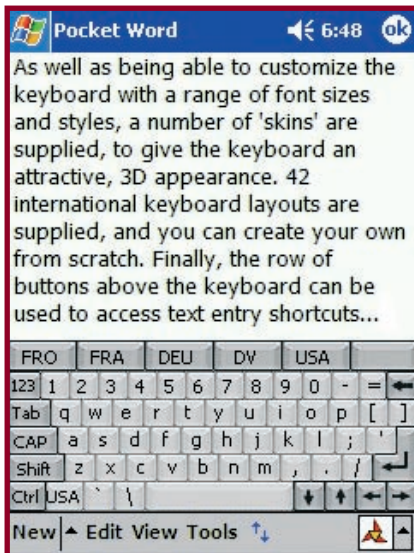 Pocket Word 6:48 ok
As well as being able to customize the
keyboard with a range of font sizes
and styles, a number of 'skins' are
supplied, to give the keyboard an
attractive, 3D appearance. 42
international keyboard layouts are
supplied, and you can create your own
from scratch. Finally, the row of
buttons above the keyboard can be
used to access text entry shortcuts...
FRO FRA DEU DV USA
123 1 2 3 4 5 6 7 8 9 0 - =
Tab q w e r t y u i o p [ ]
CAP a s d f g h j k l ; '
Shift z x c v b n m , . /
Ctrl USA ` \
New Edit View Tools